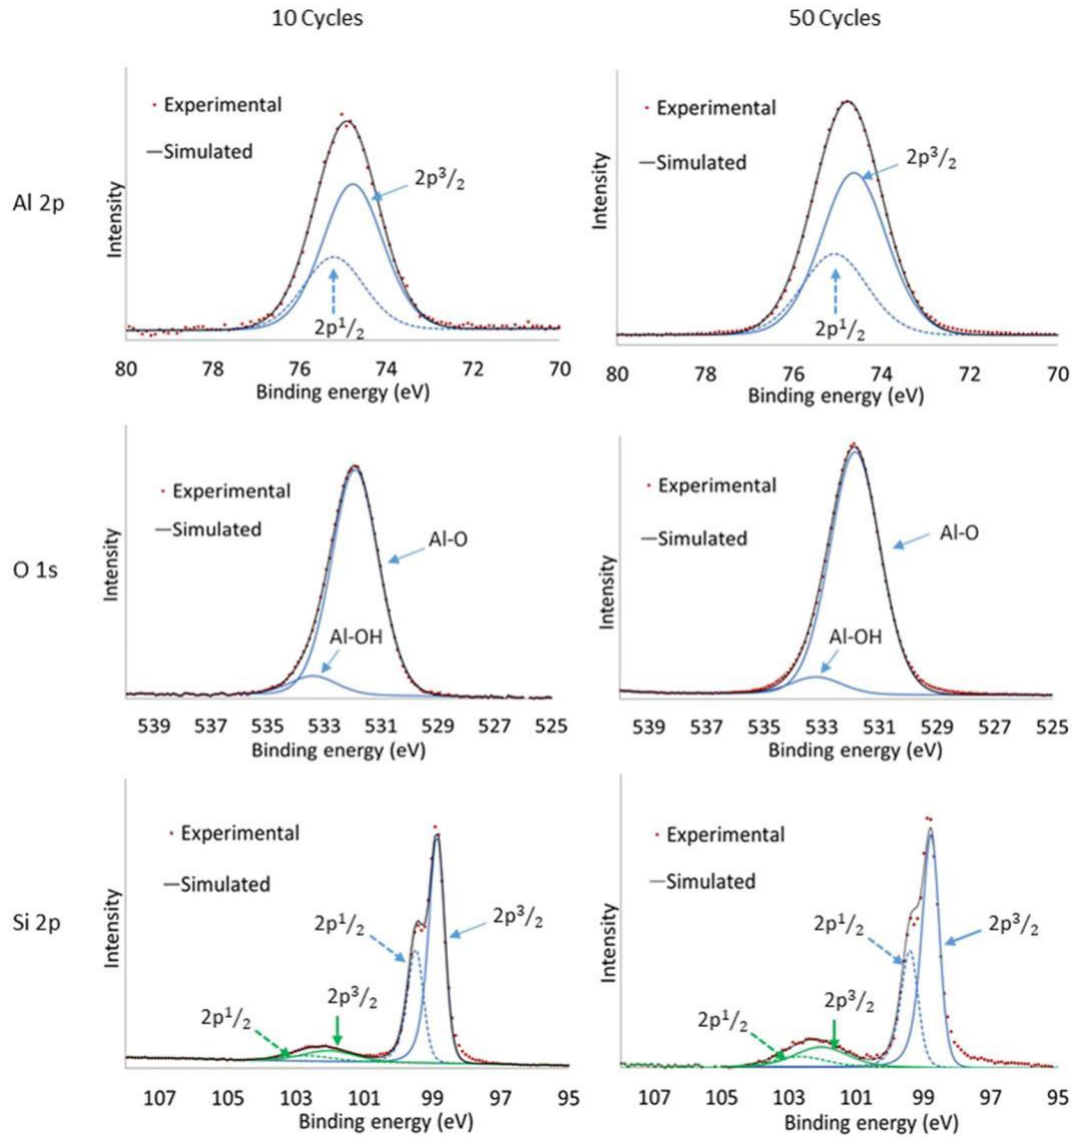 10 Cycles
50 Cycles
Al 2p
Experimental
Simulated
2p3/2
2p1/2
Intensity
80 78 76 74 72 70
Binding energy (eV)
Experimental
Simulated
2p3/2
2p1/2
Intensity
80 78 76 74 72 70
Binding energy (eV)
O 1s
Experimental
Simulated
Al-O
Al-OH
Intensity
539 537 535 533 531 529 527 525
Binding energy (eV)
Experimental
Simulated
Al-O
Al-OH
Intensity
539 537 535 533 531 529 527 525
Binding energy (eV)
Si 2p
Experimental
Simulated
2p1/2
2p3/2
2p1/2
2p3/2
Intensity
107 105 103 101 99 97 95
Binding energy (eV)
Experimental
Simulated
2p1/2
2p3/2
2p1/2
2p3/2
Intensity
107 105 103 101 99 97 95
Binding energy (eV)